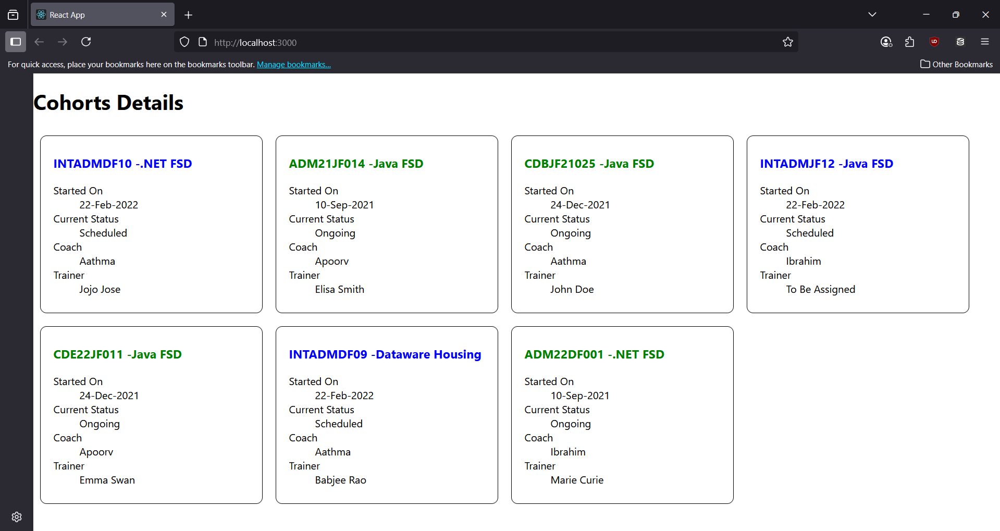 React App
http://localhost:3000
For quick access, place your bookmarks here on the bookmarks toolbar. Manage bookmarks...
Other Bookmarks
Cohorts Details
INTADMDF10 -.NET FSD
Started On
22-Feb-2022
Current Status
Scheduled
Coach
Aathma
Trainer
Jojo Jose
ADM21JF014 -Java FSD
Started On
10-Sep-2021
Current Status
Ongoing
Coach
Apoorv
Trainer
Elisa Smith
CDBJF21025 -Java FSD
Started On
24-Dec-2021
Current Status
Ongoing
Coach
Aathma
Trainer
John Doe
INTADMJF12 -Java FSD
Started On
22-Feb-2022
Current Status
Scheduled
Coach
Ibrahim
Trainer
To Be Assigned
CDE22JF011 -Java FSD
Started On
24-Dec-2021
Current Status
Ongoing
Coach
Apoorv
Trainer
Emma Swan
INTADMDF09 -Dataware Housing
Started On
22-Feb-2022
Current Status
Scheduled
Coach
Aathma
Trainer
Babjee Rao
ADM22DF001 -.NET FSD
Started On
10-Sep-2021
Current Status
Ongoing
Coach
Ibrahim
Trainer
Marie Curie